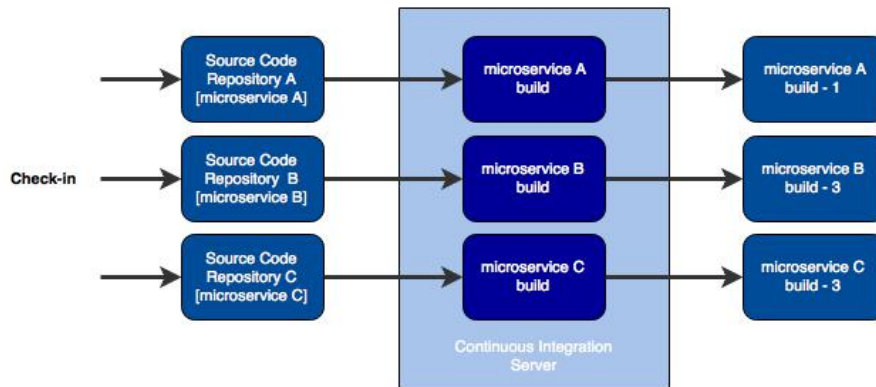 Source Code
Repository A
[microservice A]
microservice A
build
microservice A
build - 1
Check-in
Source Code
Repository  B
[microservice B]
microservice B
build
microservice B
build - 3
Source Code
Repository C
[microservice C]
microservice C
build
microservice C
build - 3
Continuous Integration
Server